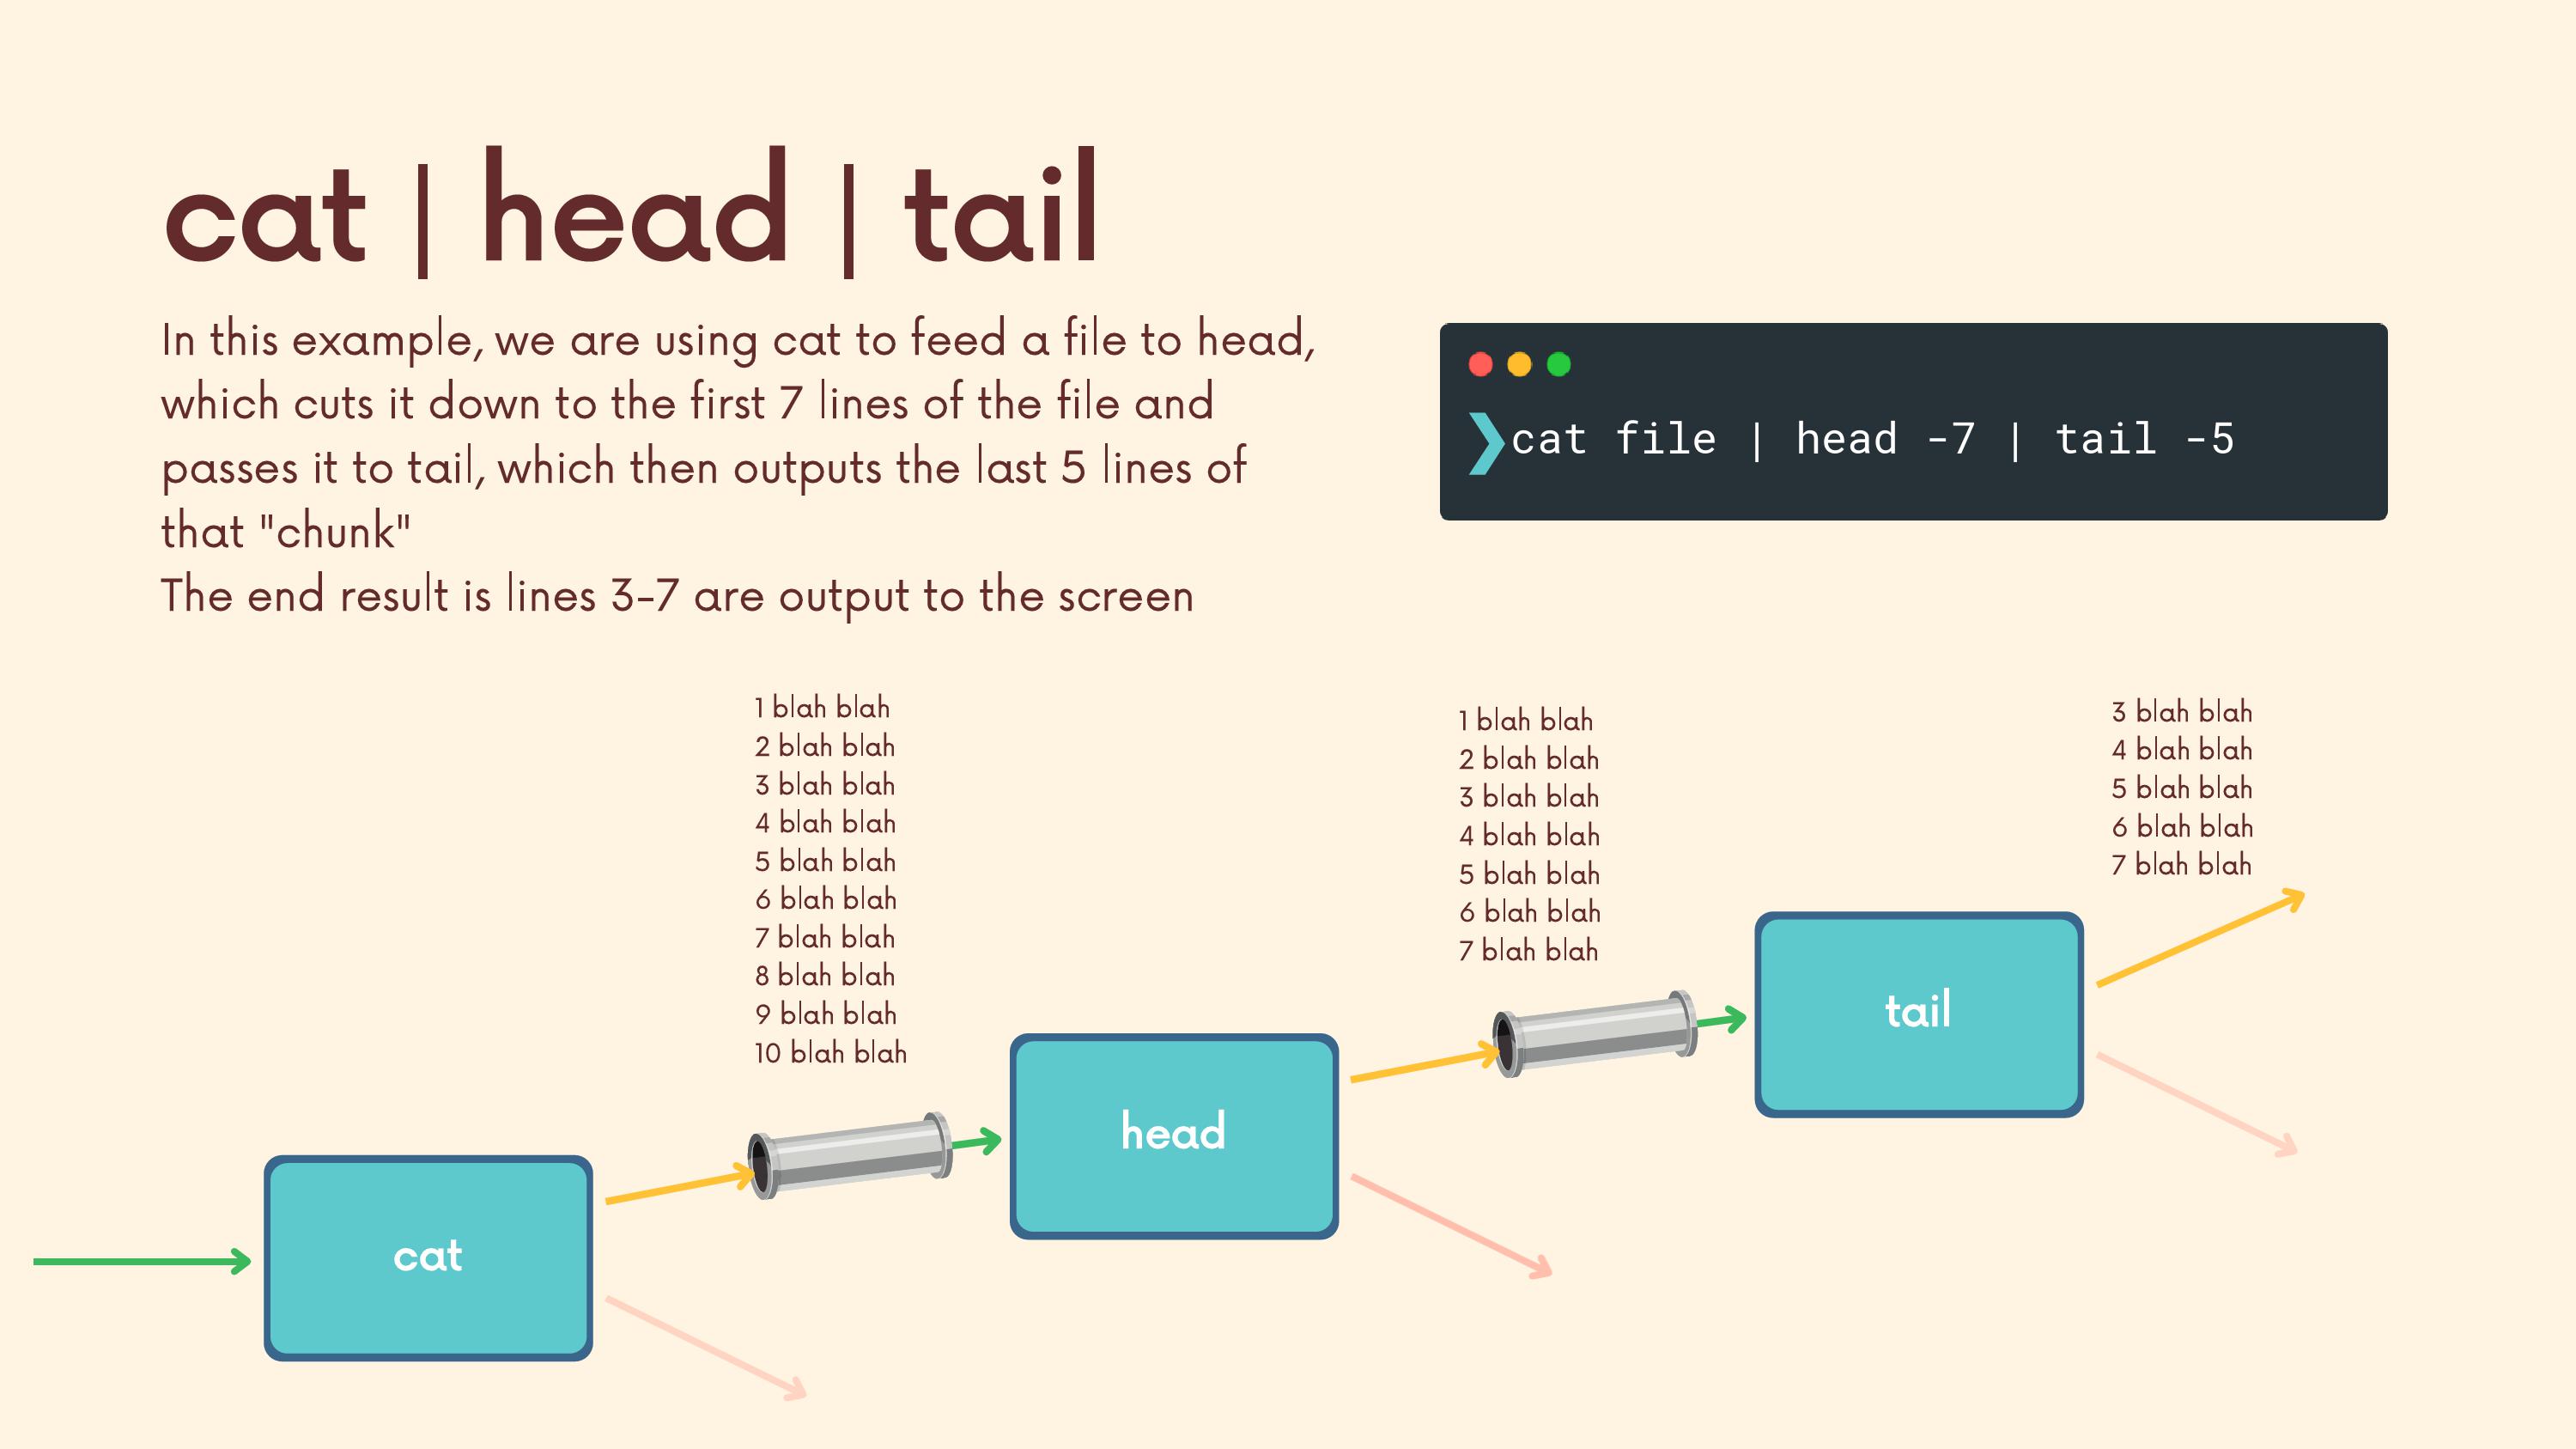 cat | head | tail
In this example, we are using cat to feed a file to head,
which cuts it down to the first 7 lines of the file and
passes it to tail, which then outputs the last 5 lines of
that "chunk"
The end result is lines 3-7 are output to the screen
❯cat file | head -7 | tail -5
1 blah blah
2 blah blah
3 blah blah
4 blah blah
5 blah blah
6 blah blah
7 blah blah
8 blah blah
9 blah blah
10 blah blah
1 blah blah
2 blah blah
3 blah blah
4 blah blah
5 blah blah
6 blah blah
7 blah blah
3 blah blah
4 blah blah
5 blah blah
6 blah blah
7 blah blah
cat
head
tail